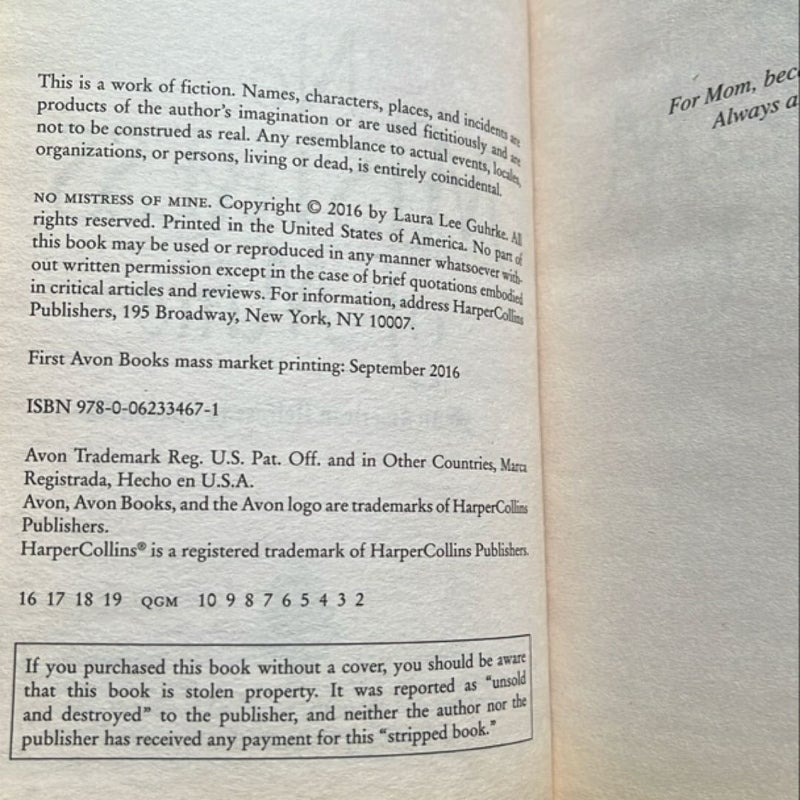 This is a work of fiction. Names, characters, places, and incidents are
products of the author's imagination or are used fictitiously and are
not to be construed as real. Any resemblance to actual events, locales,
organizations, or persons, living or dead, is entirely coincidental.
NO MISTRESS OF MINE. Copyright © 2016 by Laura Lee Guhrke. All
rights reserved. Printed in the United States of America. No part of
this book may be used or reproduced in any manner whatsoever with-
out written permission except in the case of brief quotations embodied
in critical articles and reviews. For information, address HarperCollins
Publishers, 195 Broadway, New York, NY 10007.
First Avon Books mass market printing: September 2016
ISBN 978-0-06233467-1
Avon Trademark Reg. U.S. Pat. Off. and in Other Countries, Marca
Registrada, Hecho en U.S.A.
Avon, Avon Books, and the Avon logo are trademarks of HarperCollins
Publishers.
HarperCollins® is a registered trademark of HarperCollins Publishers.
16 17 18 19 QGM 10 9 8 7 6 5 4 3 2
If you purchased this book without a cover, you should be aware
that this book is stolen property. It was reported as "unsold
and destroyed" to the publisher, and neither the author nor the
publisher has received any payment for this "stripped book."
For Mom, bec
Always a